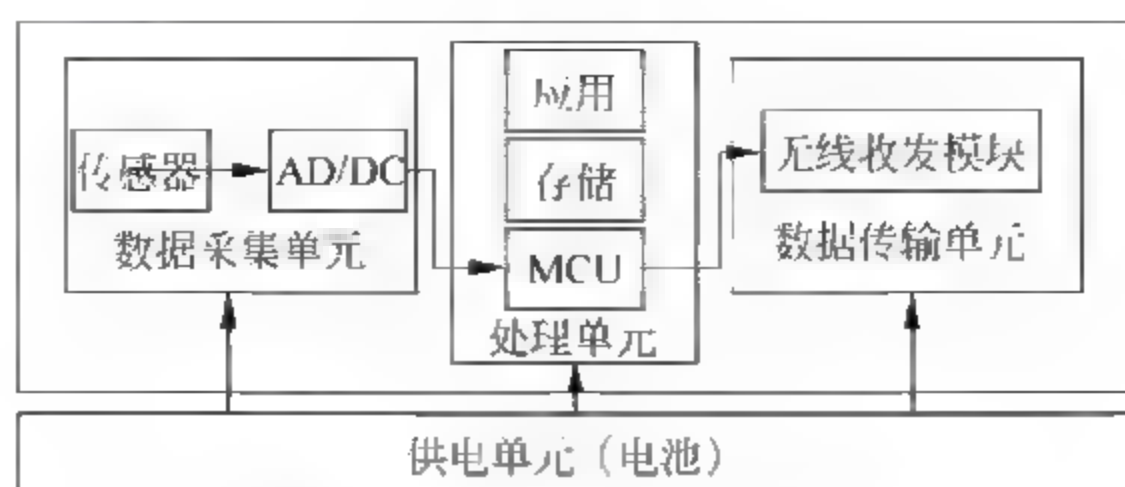 应用
传感器
AD/DC
存储
无线收发模块
数据采集单元
MCU
数据传输单元
处理单元
供电单元（电池）